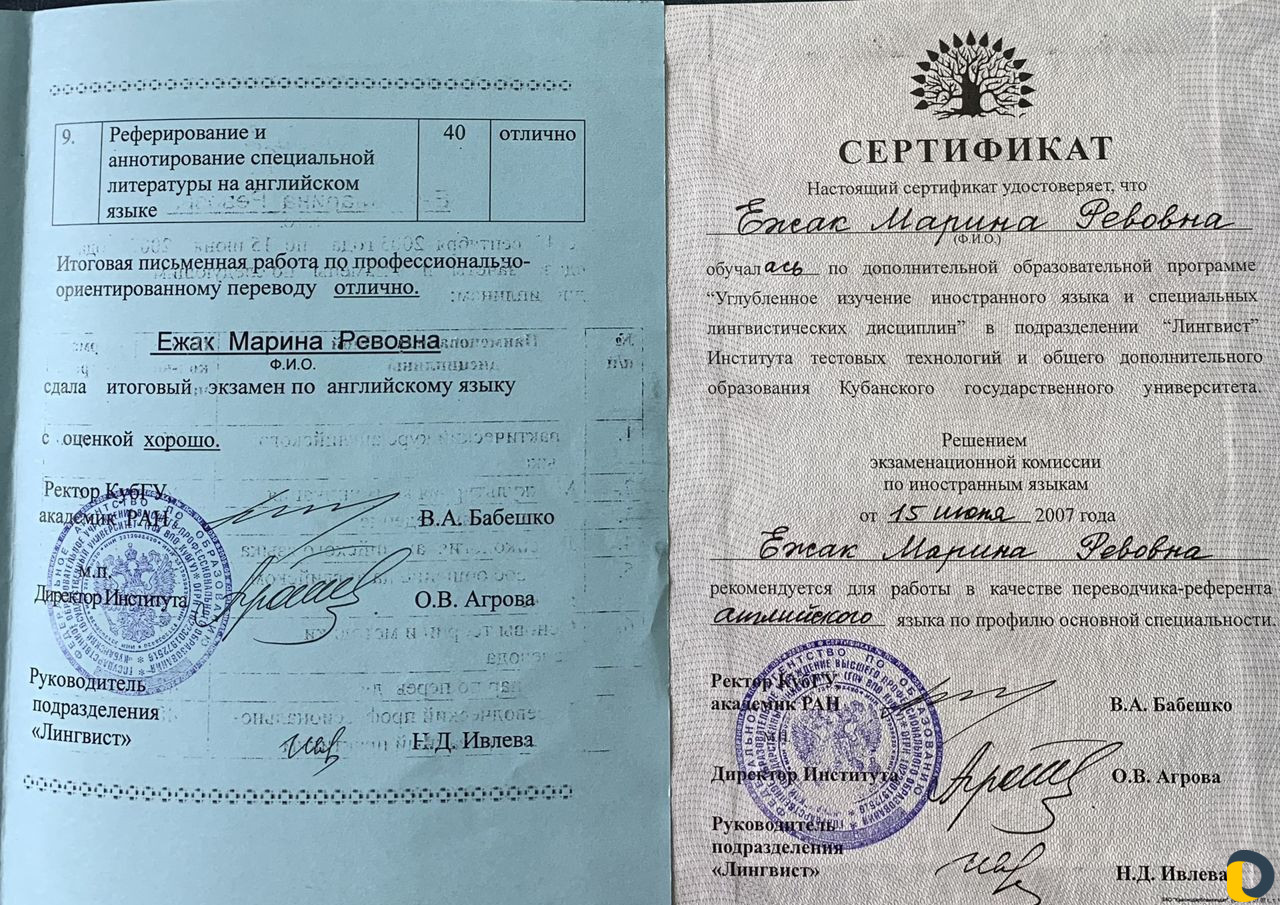 9. Реферирование и 40 отлично
аннотирование специальной
литературы на английском
языке
Итоговая письменная работа по профессионально-
ориентированному переводу отлично.
Ежак Марина Ревовна
Ф.И.О.
сдала итоговый экзамен по английскому языку
с оценкой хорошо.
Ректор КубГУ
академик РАН В.А. Бабешко
м.п.
Директор Института О.В. Агрова
Руководитель
подразделения
«Лингвист» Н.Д. Ивлева
СЕРТИФИКАТ
Настоящий сертификат удостоверяет, что
Ежак Марина Ревовна
(Ф.И.О.)
обучалась по дополнительной образовательной программе
“Углубленное изучение иностранного языка и специальных
лингвистических дисциплин” в подразделении “Лингвист”
Института тестовых технологий и общего дополнительного
образования Кубанского государственного университета.
Решением
экзаменационной комиссии
по иностранным языкам
от 15 июня 2007 года
Ежак Марина Ревовна
рекомендуется для работы в качестве переводчика-референта
английского языка по профилю основной специальности.
Ректор КубГУ
академик РАН В.А. Бабешко
Директор Института О.В. Агрова
Руководитель
подразделения
«Лингвист» Н.Д. Ивлева